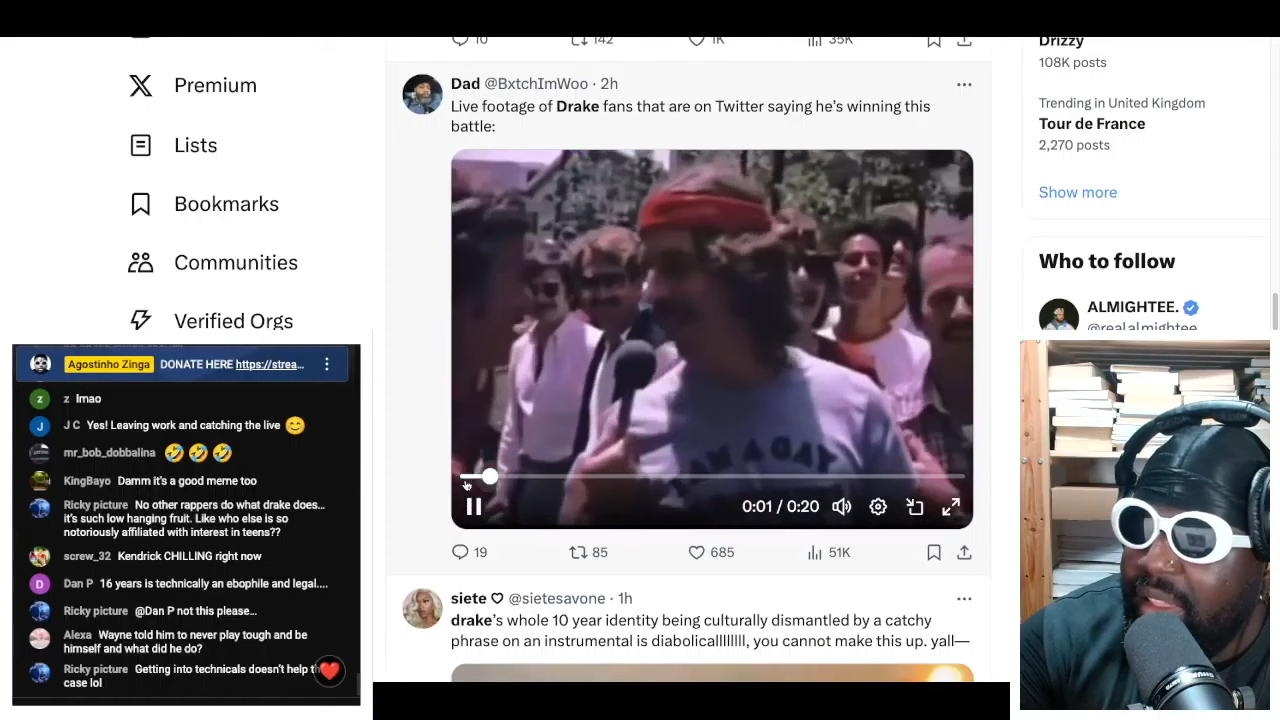 Premium
Lists
Bookmarks
Communities
Verified Orgs
10 142 1K 35K
Dad @BxtchImWoo · 2h
Live footage of Drake fans that are on Twitter saying he's winning this
battle:
0:01 / 0:20
19 85 685 51K
siete ♡ @sietesavone · 1h
drake's whole 10 year identity being culturally dismantled by a catchy
phrase on an instrumental is diabolicallllllll, you cannot make this up. yall—
Drizzy
108K posts
Trending in United Kingdom
Tour de France
2,270 posts
Show more
Who to follow
ALMIGHTEE.
@realalmightee
Agostinho Zinga DONATE HERE https://strea...
z lmao
J C Yes! Leaving work and catching the live 😊
mr_bob_dobbalina 🤣🤣🤣
KingBayo Damm it's a good meme too
Ricky picture No other rappers do what drake does...
it's such low hanging fruit. Like who else is so
notoriously affiliated with interest in teens??
screw_32 Kendrick CHILLING right now
Dan P 16 years is technically an ebophile and legal....
Ricky picture @Dan P not this please...
Alexa Wayne told him to never play tough and be
himself and what did he do?
Ricky picture Getting into technicals doesn't help
case lol